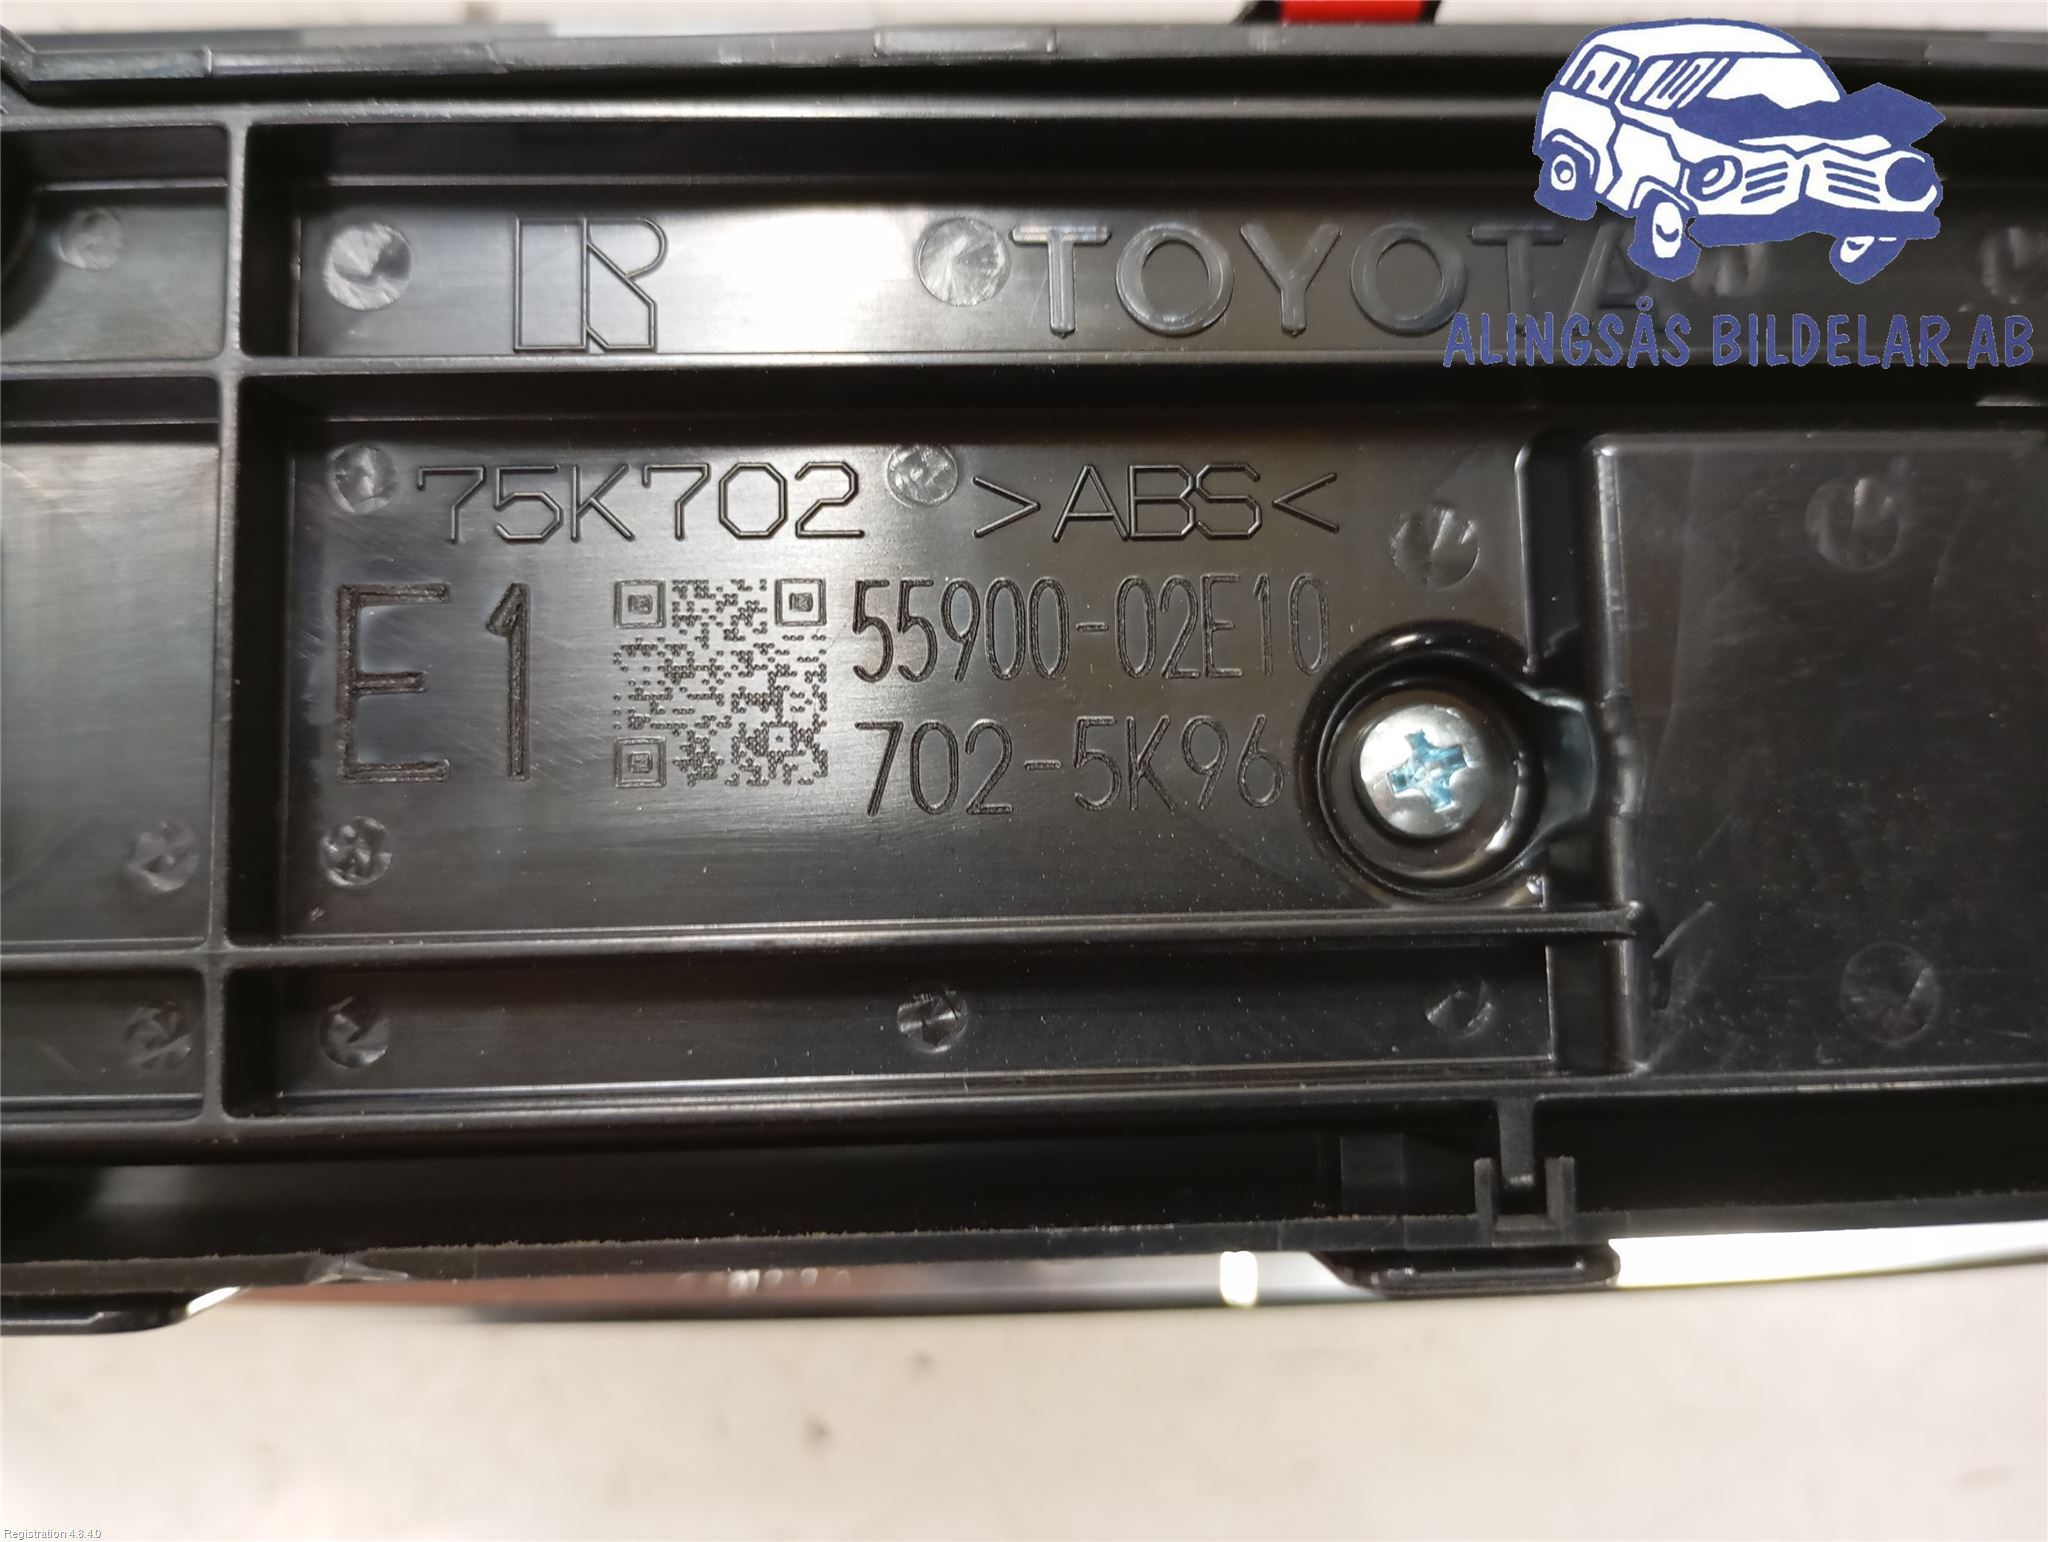 TOYOTA
ALINGSÅS BILDELAR AB
75K702 >ABS<
E1
55900-02E10
702-5K96
Registration 4.8.4.0